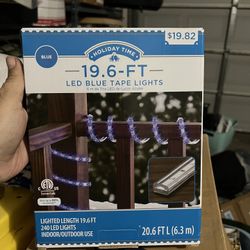 $19.82
BLUE
HOLIDAY TIME
19.6-FT
LED BLUE TAPE LIGHTS
LIGHTED LENGTH 19.6 FT
240 LED LIGHTS
INDOOR/OUTDOOR USE
20.6 FT L (6.3 m)